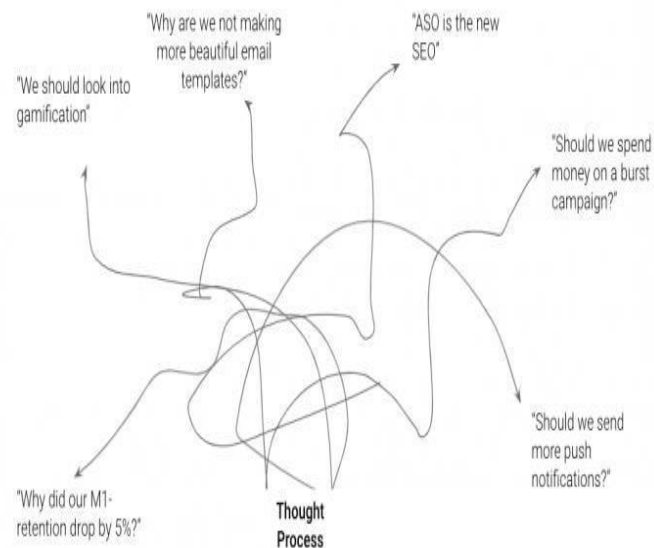 "Why are we not making
more beautiful email
templates?"
"ASO is the new
SEO"
"We should look into
gamification"
"Should we spend
money on a burst
campaign?"
"Should we send
more push
notifications?"
"Why did our M1-
retention drop by 5%?"
Thought
Process